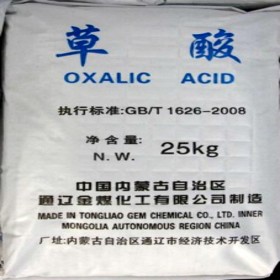 草 酸
OXALIC ACID
执行标准:GB/T 1626-2008
净含量:
N.W. 25kg
中国内蒙古自治区
通辽金煤化工有限公司制造
MADE IN TONGLIAO GEM CHEMICAL CO., LTD. INNER
MONGOLIA AUTONOMOUS REGION CHINA
厂址:内蒙古自治区通辽市经济技术开发区